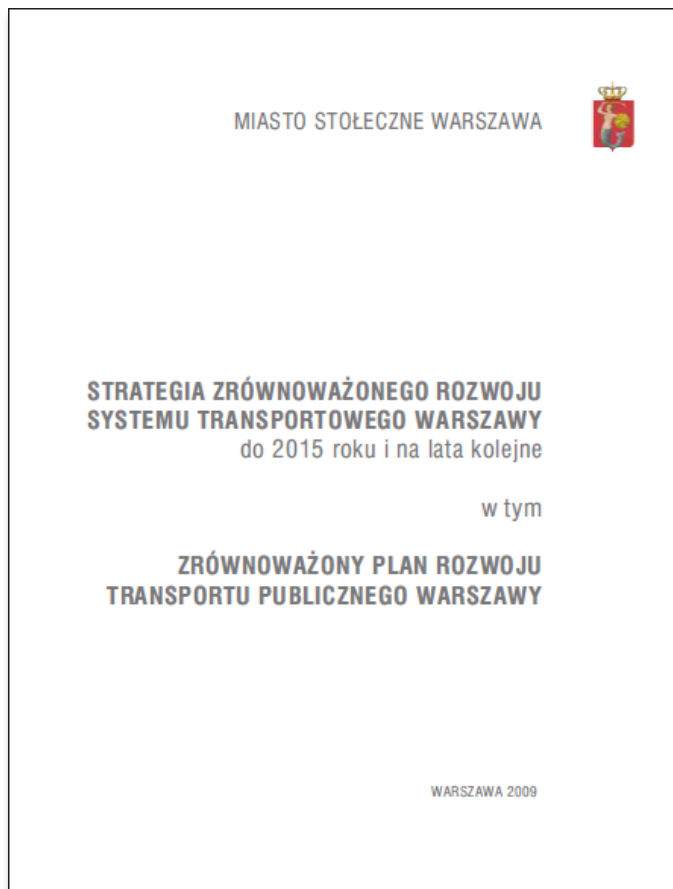 MIASTO STOŁECZNE WARSZAWA
STRATEGIA ZRÓWNOWAŻONEGO ROZWOJU
SYSTEMU TRANSPORTOWEGO WARSZAWY
do 2015 roku i na lata kolejne
w tym
ZRÓWNOWAŻONY PLAN ROZWOJU
TRANSPORTU PUBLICZNEGO WARSZAWY
WARSZAWA 2009